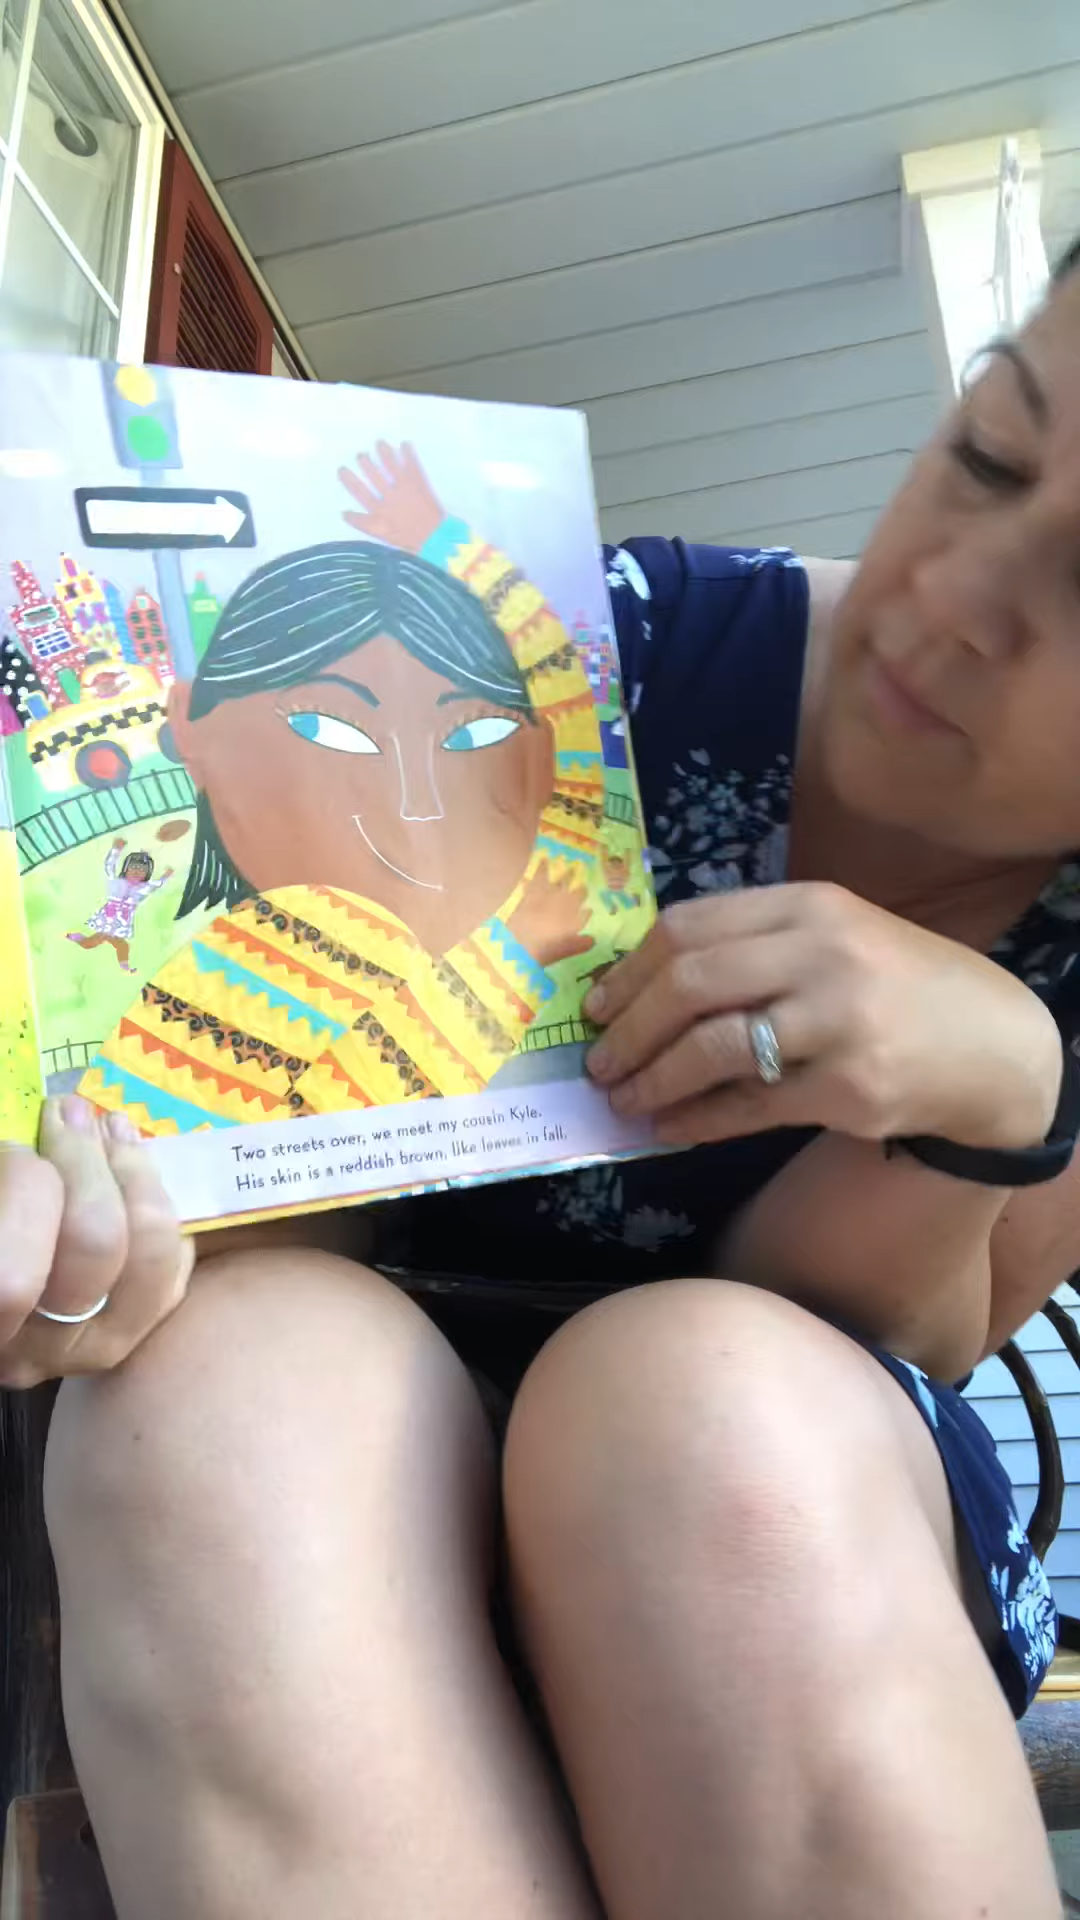 Two streets over, we meet my cousin Kyle.
His skin is a reddish brown, like leaves in fall.